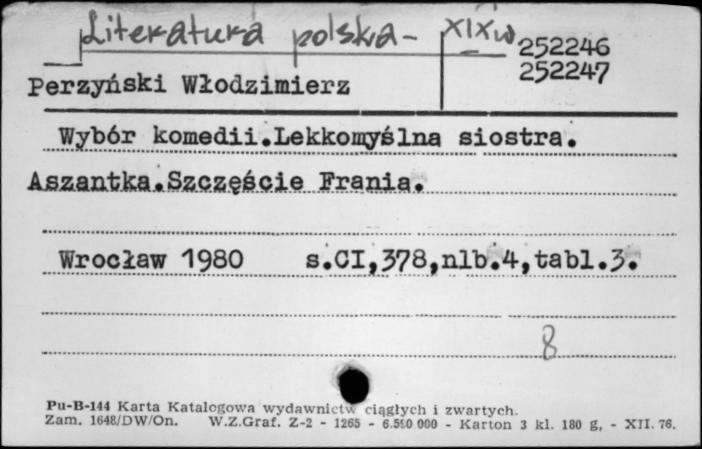 Literatura polska - XIXw
252246
252247
Perzyński Włodzimierz
Wybór komedii.Lekkomyślna siostra.
Aszantka.Szczęście Frania.
Wrocław 1980 s.CI,378,nlb.4,tabl.3.
8
Pu-B-144 Karta Katalogowa wydawnictw ciągłych i zwartych.
Zam. 1648/DW/On. W.Z.Graf. Z-2 - 1265 - 6.500 000 - Karton 3 kl. 180 g, - XII. 76.